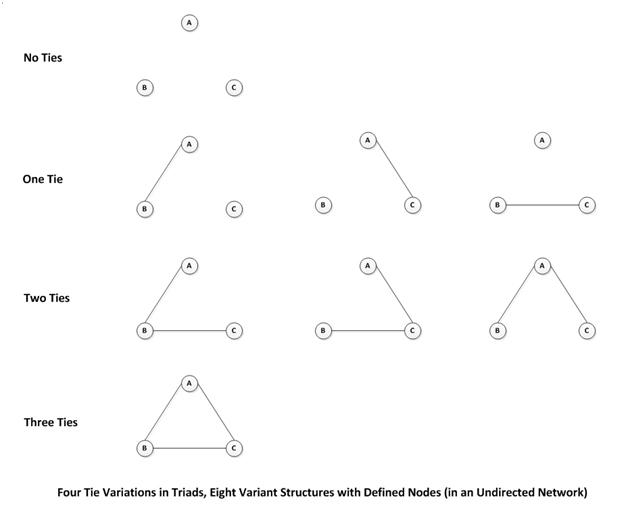 A
No Ties
B C
A A A
One Tie
B C B C B C
A A A
Two Ties
B C B C B C
A
Three Ties
B C
Four Tie Variations in Triads, Eight Variant Structures with Defined Nodes (in an Undirected Network)